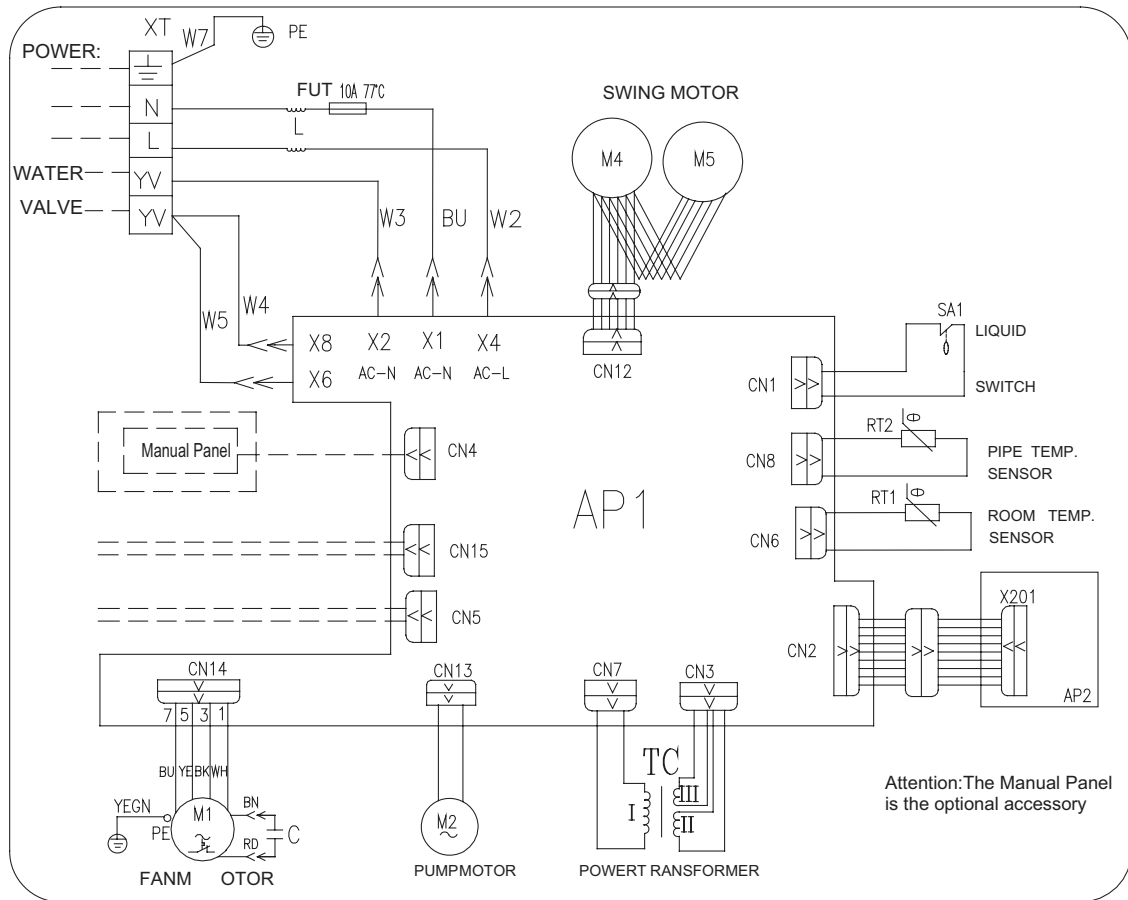 XT
W7
PE
POWER:
N
FUT 10A 77℃
L
SWING MOTOR
L
M4
M5
WATER
YV
VALVE
YV
W3
BU
W2
W4
W5
X8
X2
X1
X4
X6
AC-N
AC-N
AC-L
CN12
SA1
LIQUID
CN1
SWITCH
Manual Panel
CN4
RT2
θ
CN8
PIPE TEMP.
SENSOR
AP1
RT1
θ
CN6
ROOM TEMP.
SENSOR
CN15
CN5
X201
CN2
AP2
CN14
CN13
CN7
CN3
7 5 3 1
BU YE BK WH
TC
III
I
II
YEGN
M1
BN
PE
C
RD
M2
Attention:The Manual Panel
is the optional accessory
FANM OTOR
PUMPMOTOR
POWERT RANSFORMER